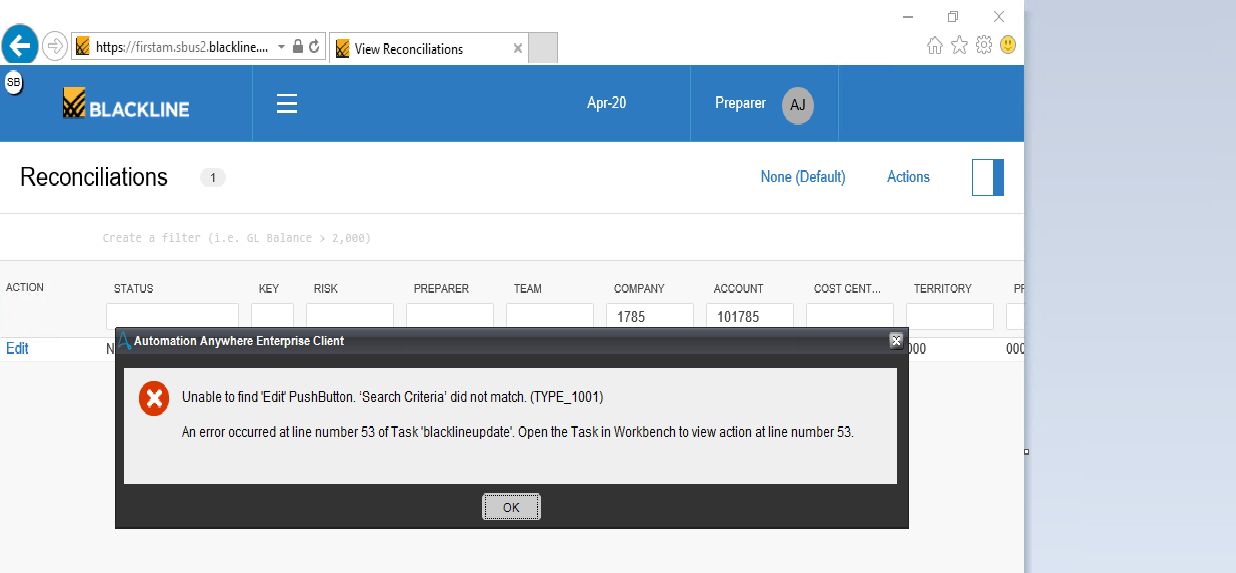 https://firstam.sbus2.blackline.... View Reconciliations
SB
BLACKLINE Apr-20 Preparer AJ
Reconciliations 1 None (Default) Actions
Create a filter (i.e. GL Balance > 2,000)
ACTION STATUS KEY RISK PREPARER TEAM COMPANY ACCOUNT COST CENT... TERRITORY
1785 101785
Edit N 000 000
Automation Anywhere Enterprise Client
Unable to find 'Edit' PushButton. 'Search Criteria' did not match. (TYPE_1001)
An error occurred at line number 53 of Task 'blacklineupdate'. Open the Task in Workbench to view action at line number 53.
OK